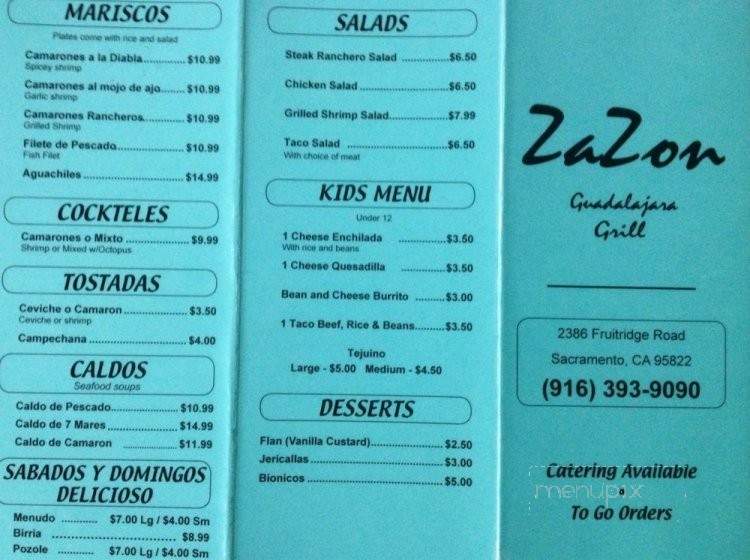 MARISCOS
Plates come with rice and salad
Camarones a la Diabla ........ $10.99
Spicey shrimp
Camarones al mojo de ajo....... $10.99
Garlic shrimp
Camarones Rancheros.......... $10.99
Grilled Shrimp
Filete de Pescado................. $10.99
Fish Filet
Aguachiles .......................... $14.99
COCKTELES
Camarones o Mixto .................. $9.99
Shrimp or Mixed w/Octopus
TOSTADAS
Ceviche o Camaron .................. $3.50
Ceviche or shrimp
Campechana .......................... $4.00
CALDOS
Seafood soups
Caldo de Pescado................... $10.99
Caldo de 7 Mares ................... $14.99
Caldo de Camaron ................. $11.99
SABADOS Y DOMINGOS
DELICIOSO
Menudo .......... $7.00 Lg / $4.00 Sm
Birria ............................... $8.99
Pozole .......... $7.00 Lg / $4.00 Sm
SALADS
Steak Ranchero Salad .................. $6.50
Chicken Salad ............................ $6.50
Grilled Shrimp Salad.................... $7.99
Taco Salad ................................ $6.50
With choice of meat
KIDS MENU
Under 12
1 Cheese Enchilada ............... $3.50
With rice and beans
1 Cheese Quesadilla ............... $3.50
Bean and Cheese Burrito ......... $3.00
1 Taco Beef, Rice & Beans........ $3.50
Tejuino
Large - $5.00 Medium - $4.50
DESSERTS
Flan (Vanilla Custard)................... $2.50
Jericallas .................................... $3.00
Bionicos ...................................... $5.00
ZaZon
Guadalajara
Grill
2386 Fruitridge Road
Sacramento, CA 95822
(916) 393-9090
Catering Available
menupix
To Go Orders